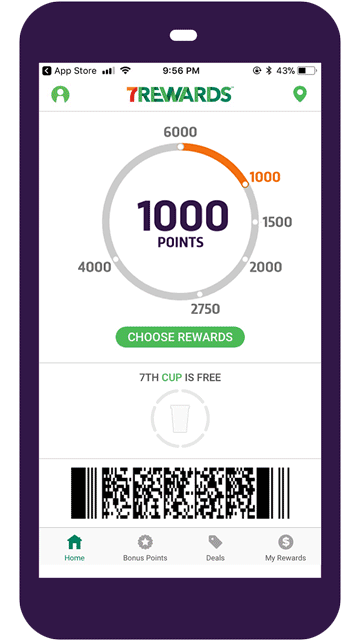 App Store
9:56 PM
43%
7REWARDS
6000
1000
1000
POINTS
1500
4000
2000
2750
CHOOSE REWARDS
7TH CUP IS FREE
Home
Bonus Points
Deals
My Rewards